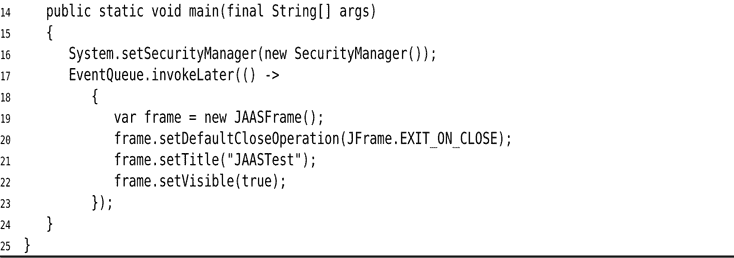 14    public static void main(final String[] args)
15    {
16       System.setSecurityManager(new SecurityManager());
17       EventQueue.invokeLater(() ->
18          {
19             var frame = new JAASFrame();
20             frame.setDefaultCloseOperation(JFrame.EXIT_ON_CLOSE);
21             frame.setTitle("JAASTest");
22             frame.setVisible(true);
23          });
24    }
25 }